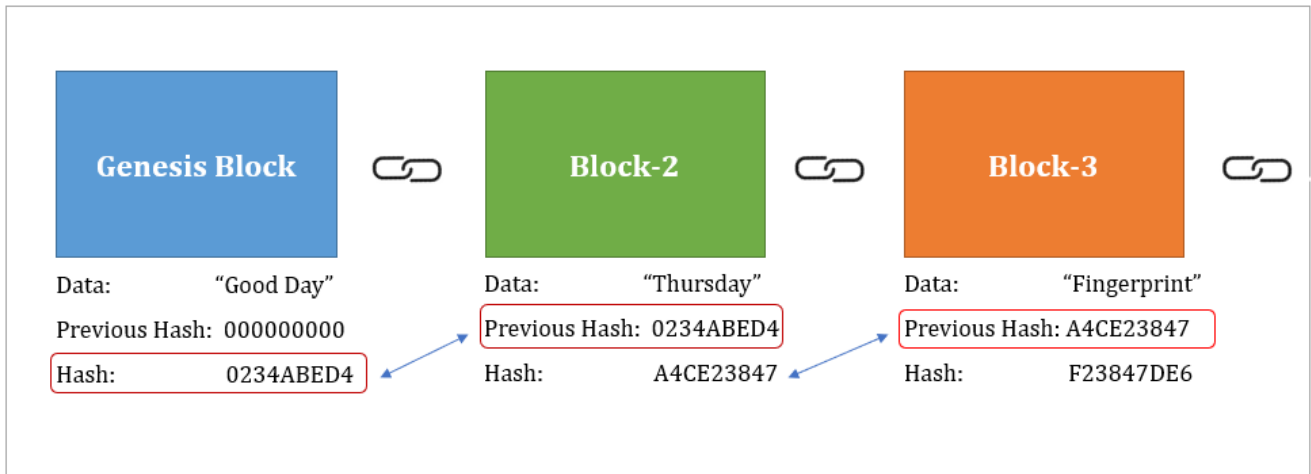 Genesis Block
Block-2
Block-3
Data: “Good Day”
Previous Hash: 000000000
Hash: 0234ABED4
Data: “Thursday”
Previous Hash: 0234ABED4
Hash: A4CE23847
Data: “Fingerprint”
Previous Hash: A4CE23847
Hash: F23847DE6